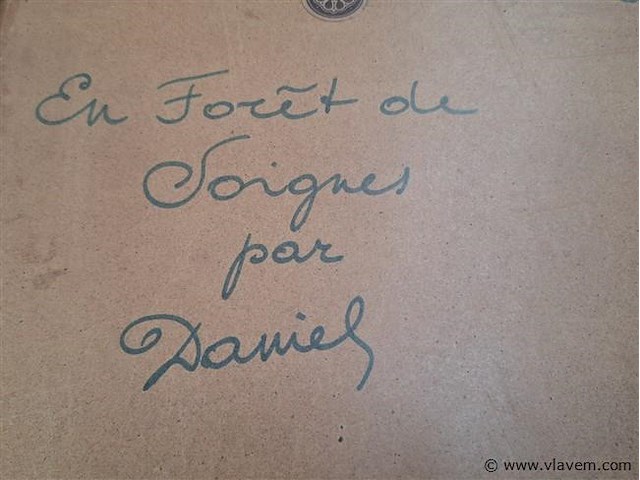 En Forêt de
Soignes
par
Daniel
© www.vlavem.com